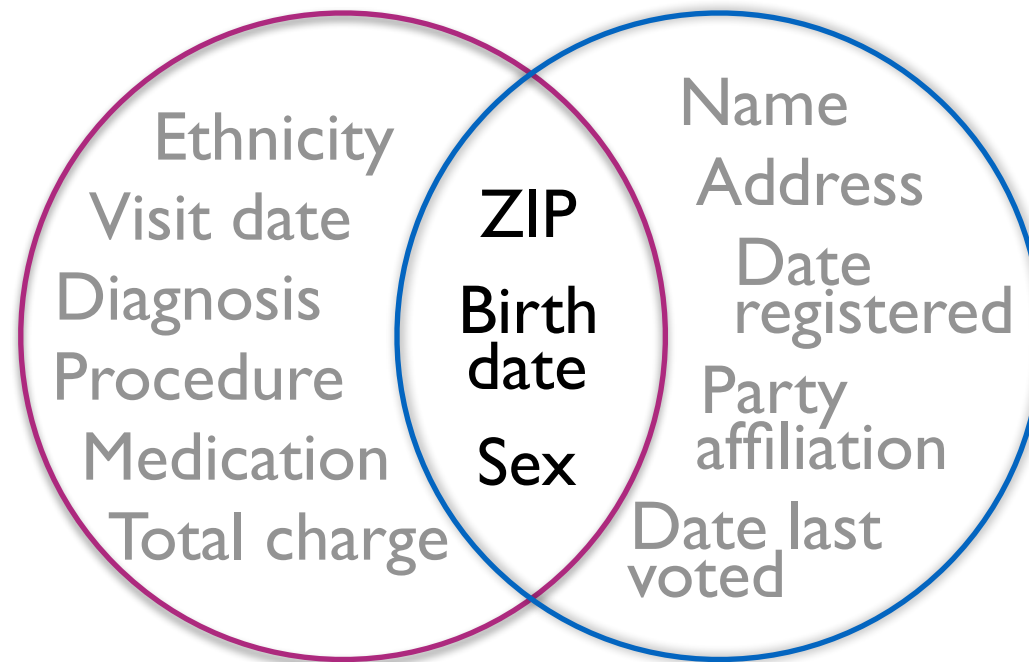 Ethnicity
Visit date
Diagnosis
Procedure
Medication
Total charge
ZIP
Birth
date
Sex
Name
Address
Date
registered
Party
affiliation
Date last
voted